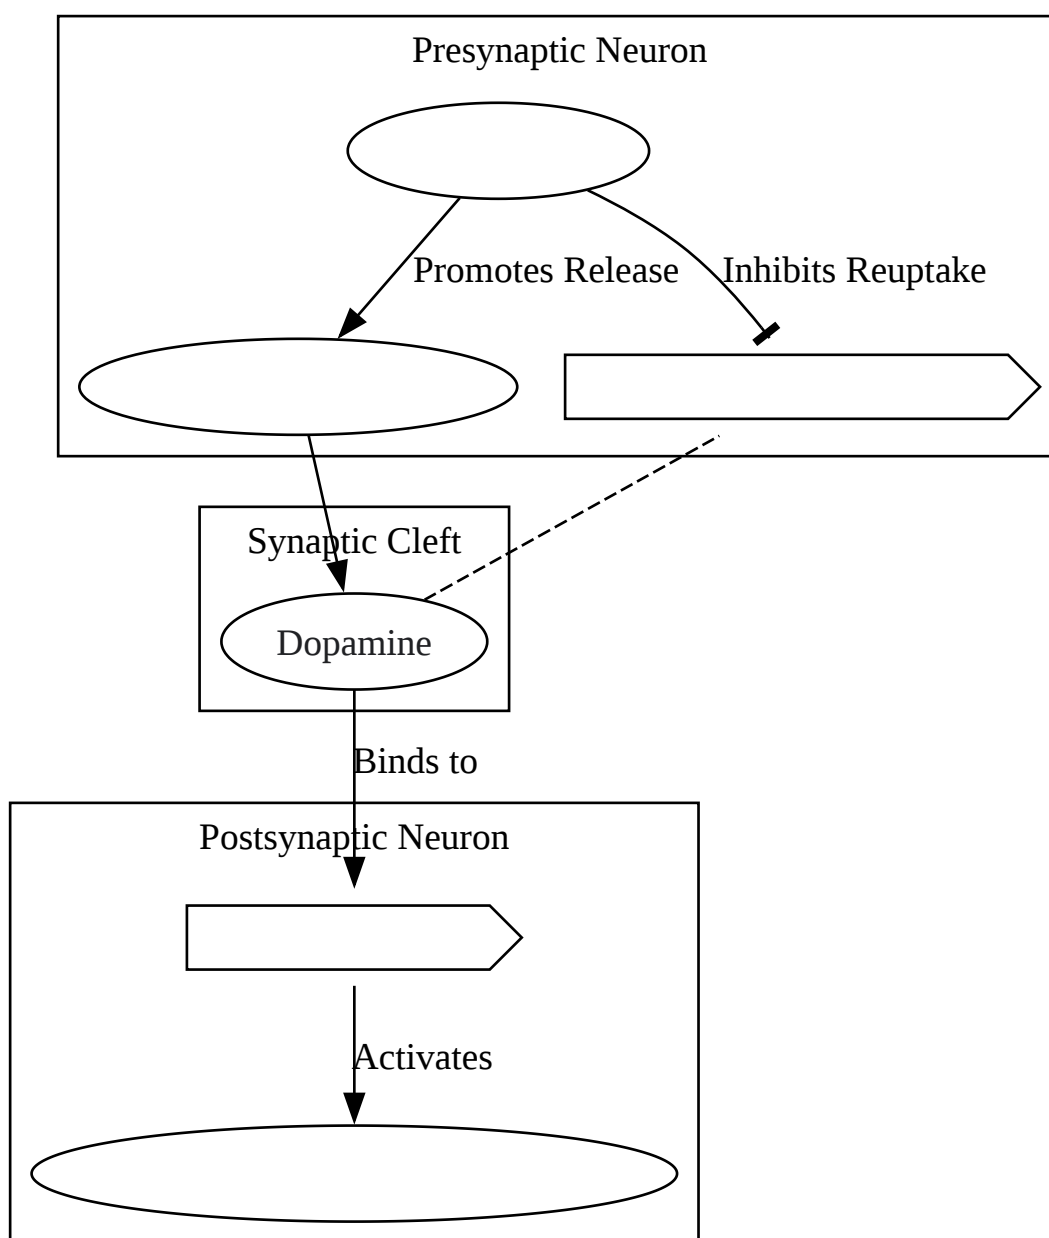 Presynaptic Neuron
Promotes Release
Inhibits Reuptake
Synaptic Cleft
Dopamine
Binds to
Postsynaptic Neuron
Activates